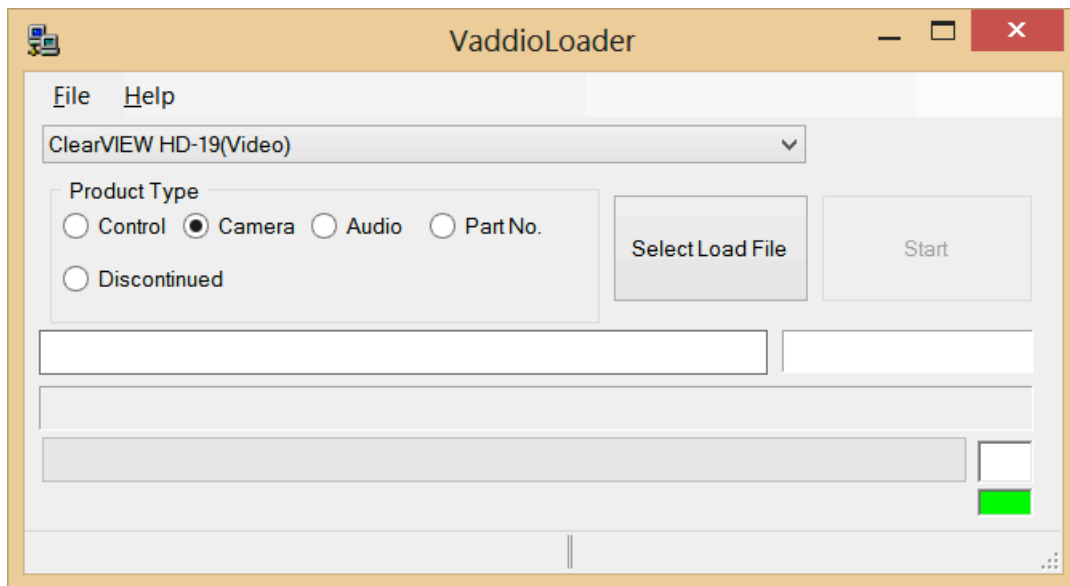 VaddioLoader
File Help
ClearVIEW HD-19(Video)
Product Type
Control Camera Audio Part No.
Discontinued
Select Load File
Start